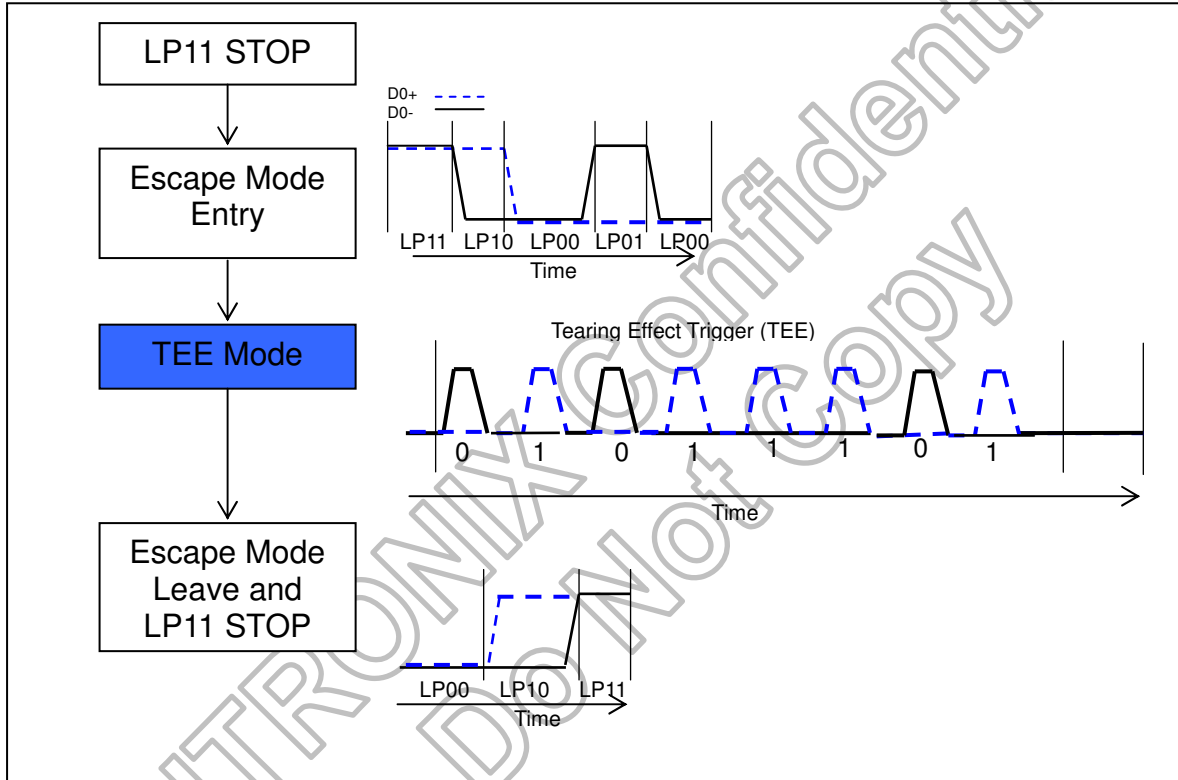 LP11 STOP
D0+
D0-
Escape Mode
Entry
LP11 LP10 LP00 LP01 LP00
Time
TEE Mode
Tearing Effect Trigger (TEE)
0 1 0 1 1 1 0 1
Time
Escape Mode
Leave and
LP11 STOP
LP00 LP10 LP11
Time
Do Not Copy